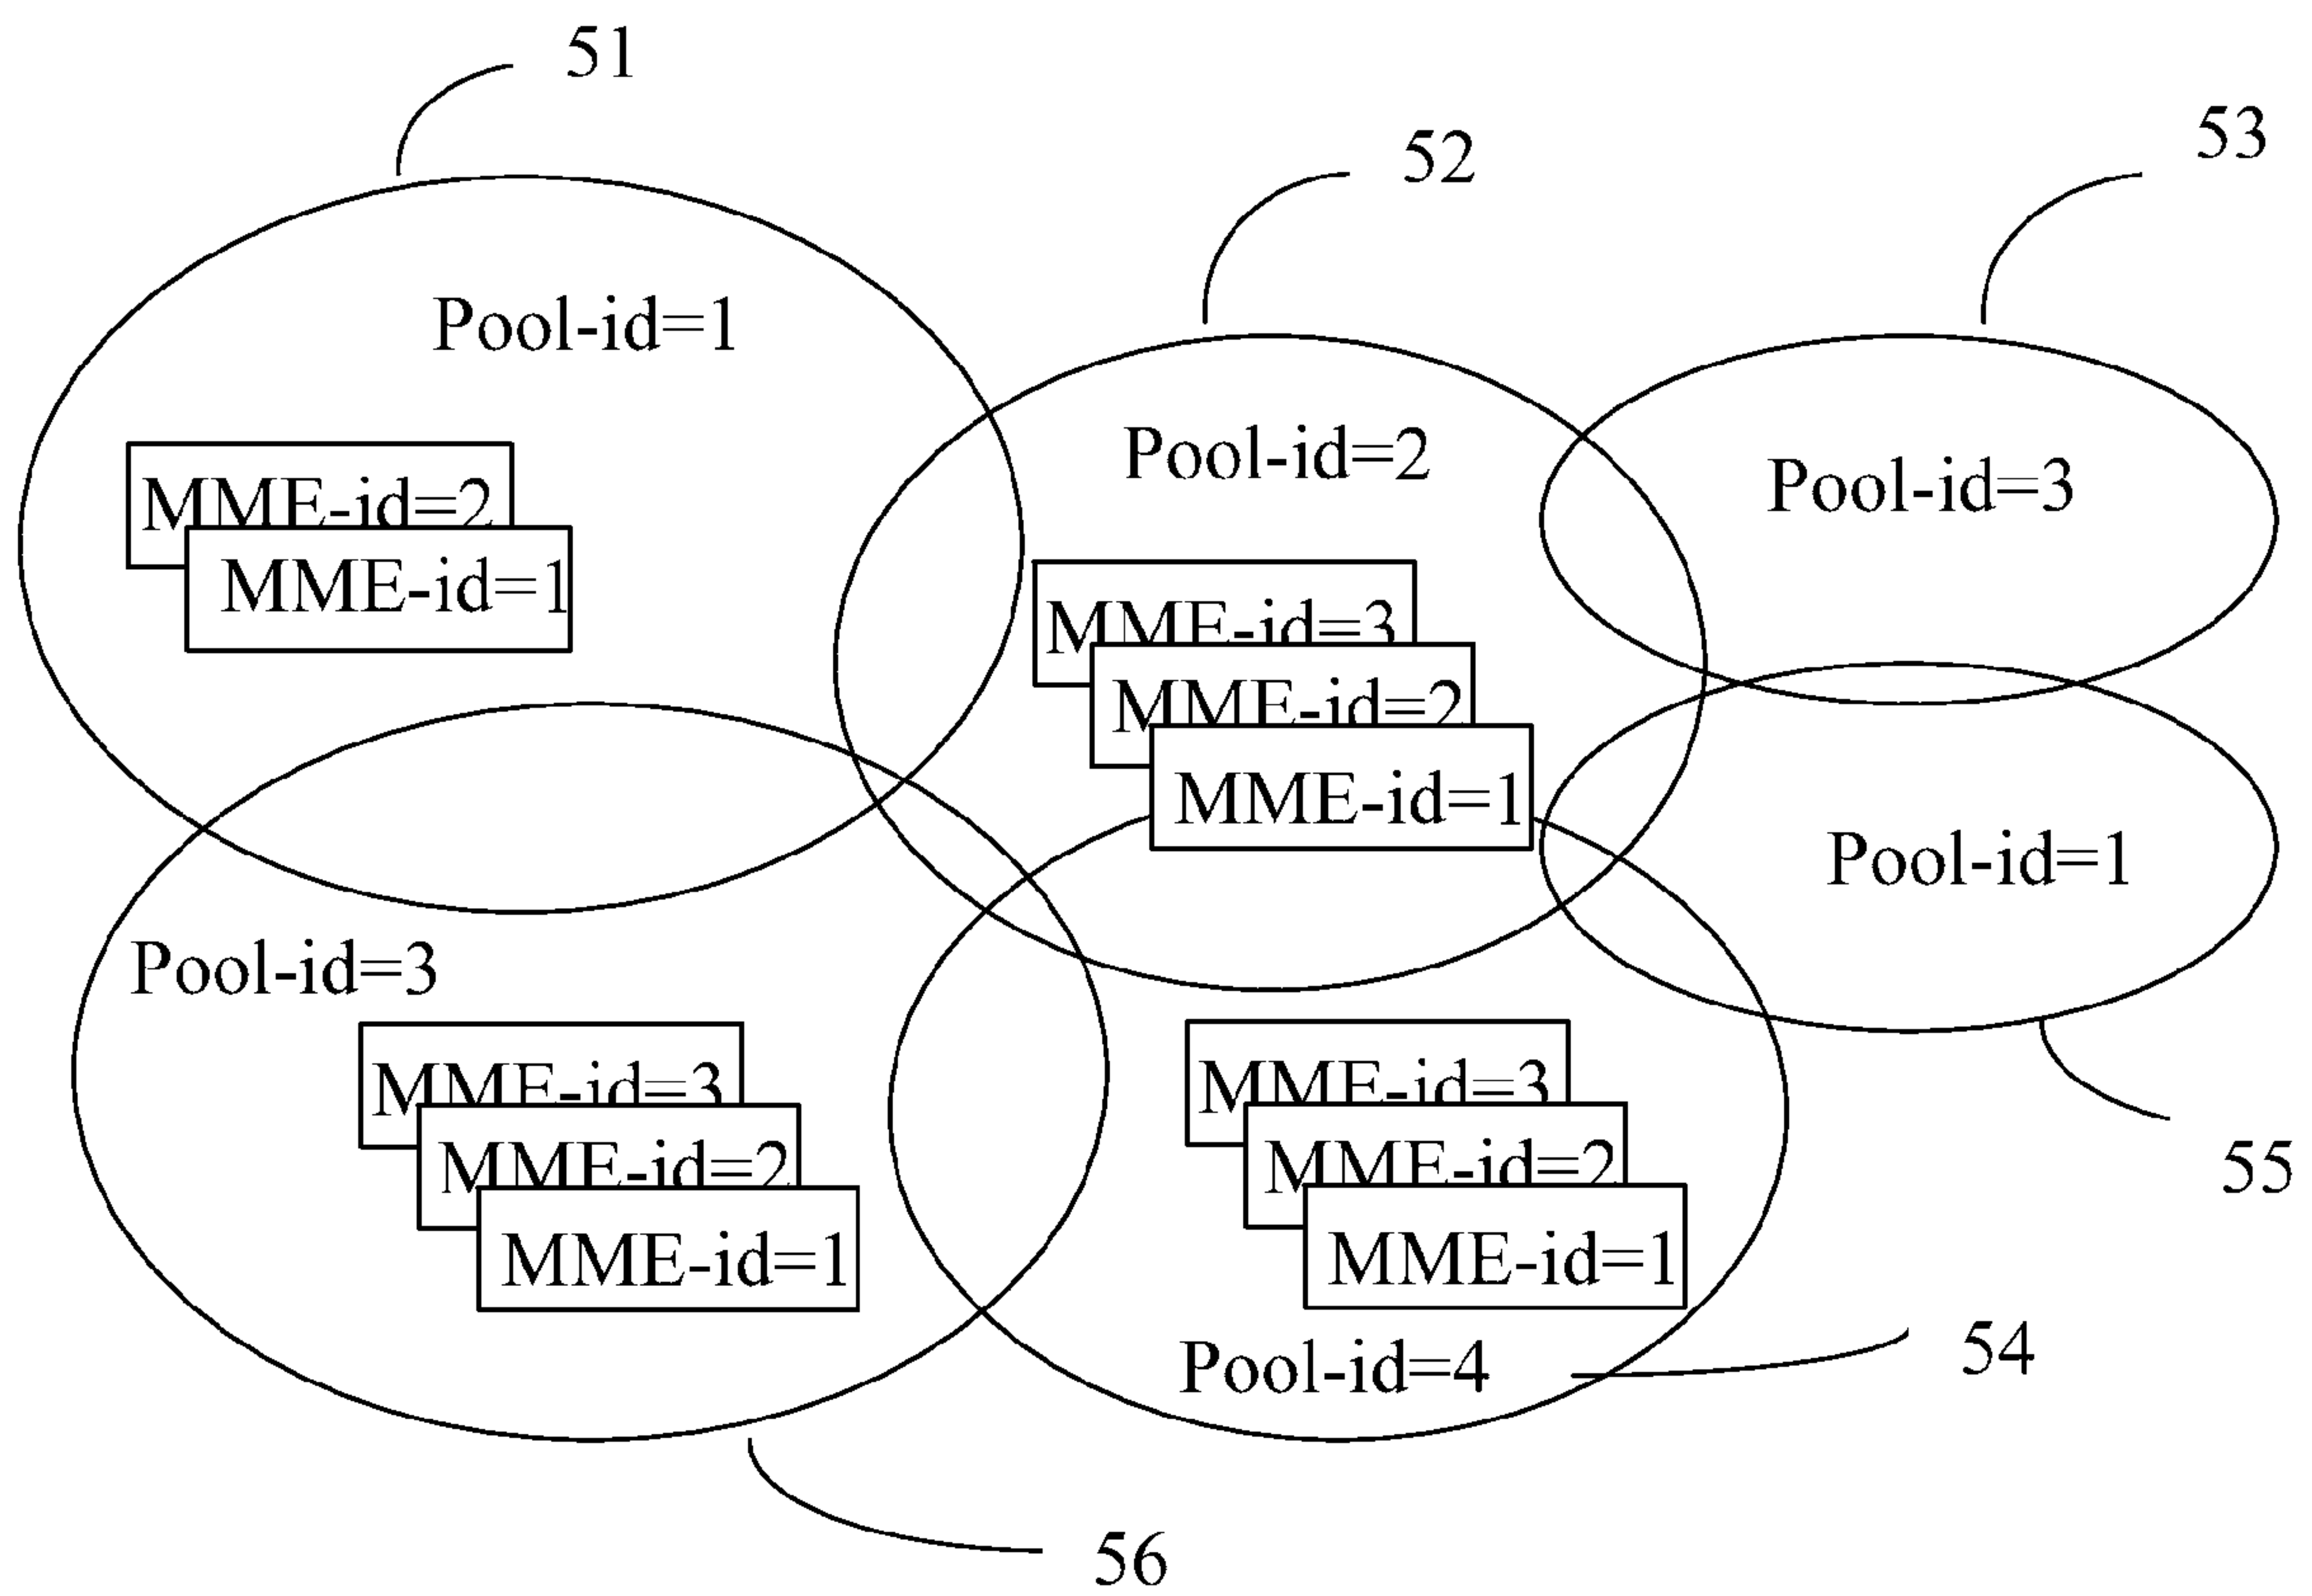 51
53
52
Pool-id=1
Pool-id=2
Pool-id=3
MME-id=2
MME-id=1
MME-id=3
MME-id=2
MME-id=1
Pool-id=1
Pool-id=3
MME-id=3
MME-id=2
MME-id=1
MME-id=3
MME-id=2
MME-id=1
55
54
Pool-id=4
56